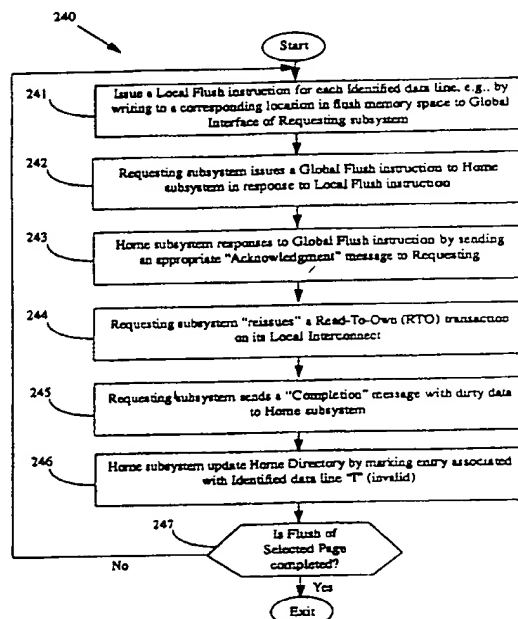 240
Start
241
Issue a Local Flush instruction for each Identified data line, e.g., by
writing to a corresponding location in flush memory space to Global
Interface of Requesting subsystem
242
Requesting subsystem issues a Global Flush instruction to Home
subsystem in response to Local Flush instruction
243
Home subsystem responses to Global Flush instruction by sending
an appropriate "Acknowledgment" message to Requesting
244
Requesting subsystem "reissues" a Read-To-Own (RTO) transaction
on its Local Interconnect
245
Requesting subsystem sends a "Completion" message with dirty data
to Home subsystem
246
Home subsystem update Home Directory by marking entry associated
with Identified data line "I" (invalid)
247
Is Flush of
Selected Page
completed?
No
Yes
Exit